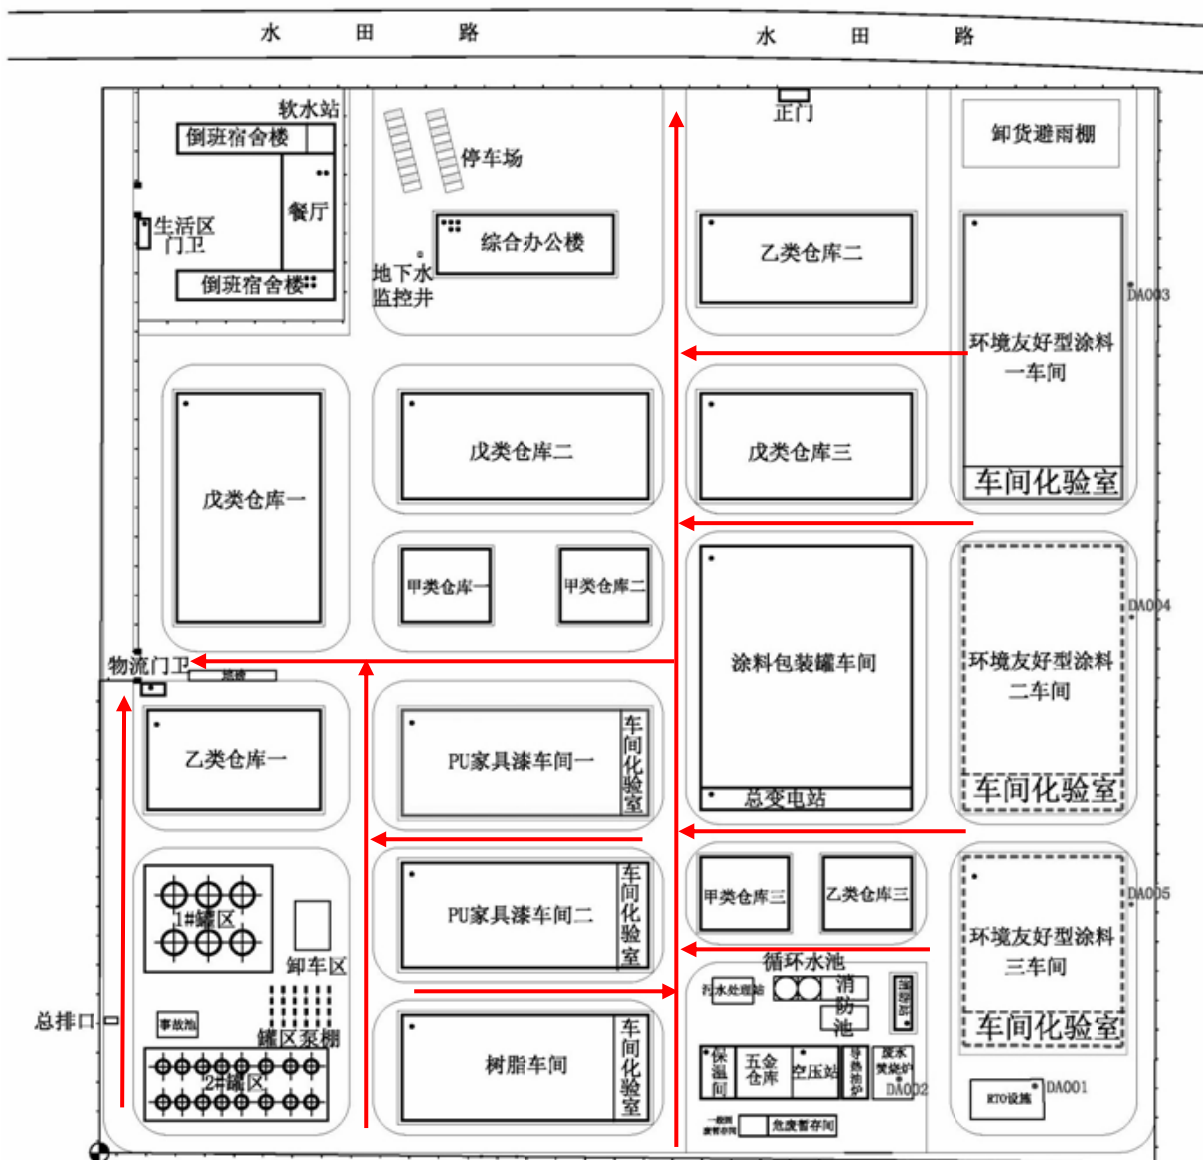 水 田 路
水 田 路
软水站
倒班宿舍楼
餐厅
生活区
门卫
倒班宿舍楼
停车场
综合办公楼
地下水
监控井
正门
乙类仓库二
卸货避雨棚
DA003
环境友好型涂料
一车间
车间化验室
戊类仓库一
戊类仓库二
戊类仓库三
甲类仓库一
甲类仓库二
涂料包装罐车间
总变电站
DA004
环境友好型涂料
二车间
车间化验室
物流门卫
乙类仓库一
PU家具漆车间一
车间化验室
1#罐区
卸车区
PU家具漆车间二
车间化验室
甲类仓库三
乙类仓库三
DA005
环境友好型涂料
三车间
车间化验室
循环水池
污水处理站
消防池
消防站
总排口
事故池
罐区泵棚
2#罐区
树脂车间
车间化验室
保温间
五金
仓库
空压站
导热油炉
废水
焚烧炉
DA002
DA001
RTO设施
危废暂存间